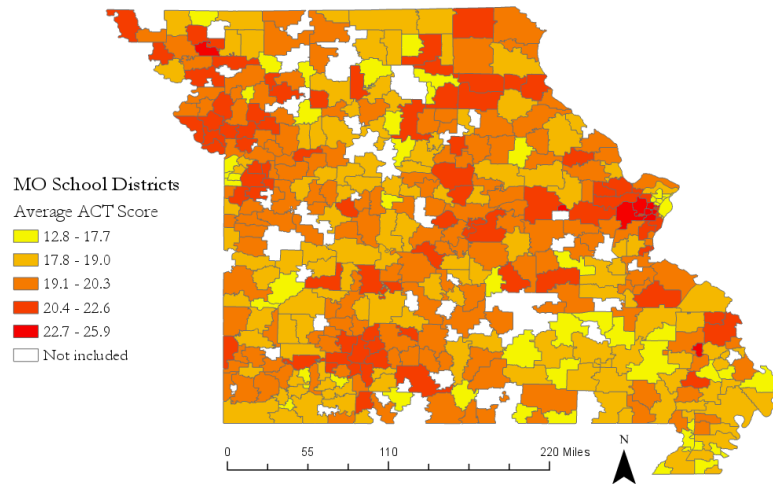 MO School Districts
Average ACT Score
12.8 - 17.7
17.8 - 19.0
19.1 - 20.3
20.4 - 22.6
22.7 - 25.9
Not included
0 55 110 220 Miles
N